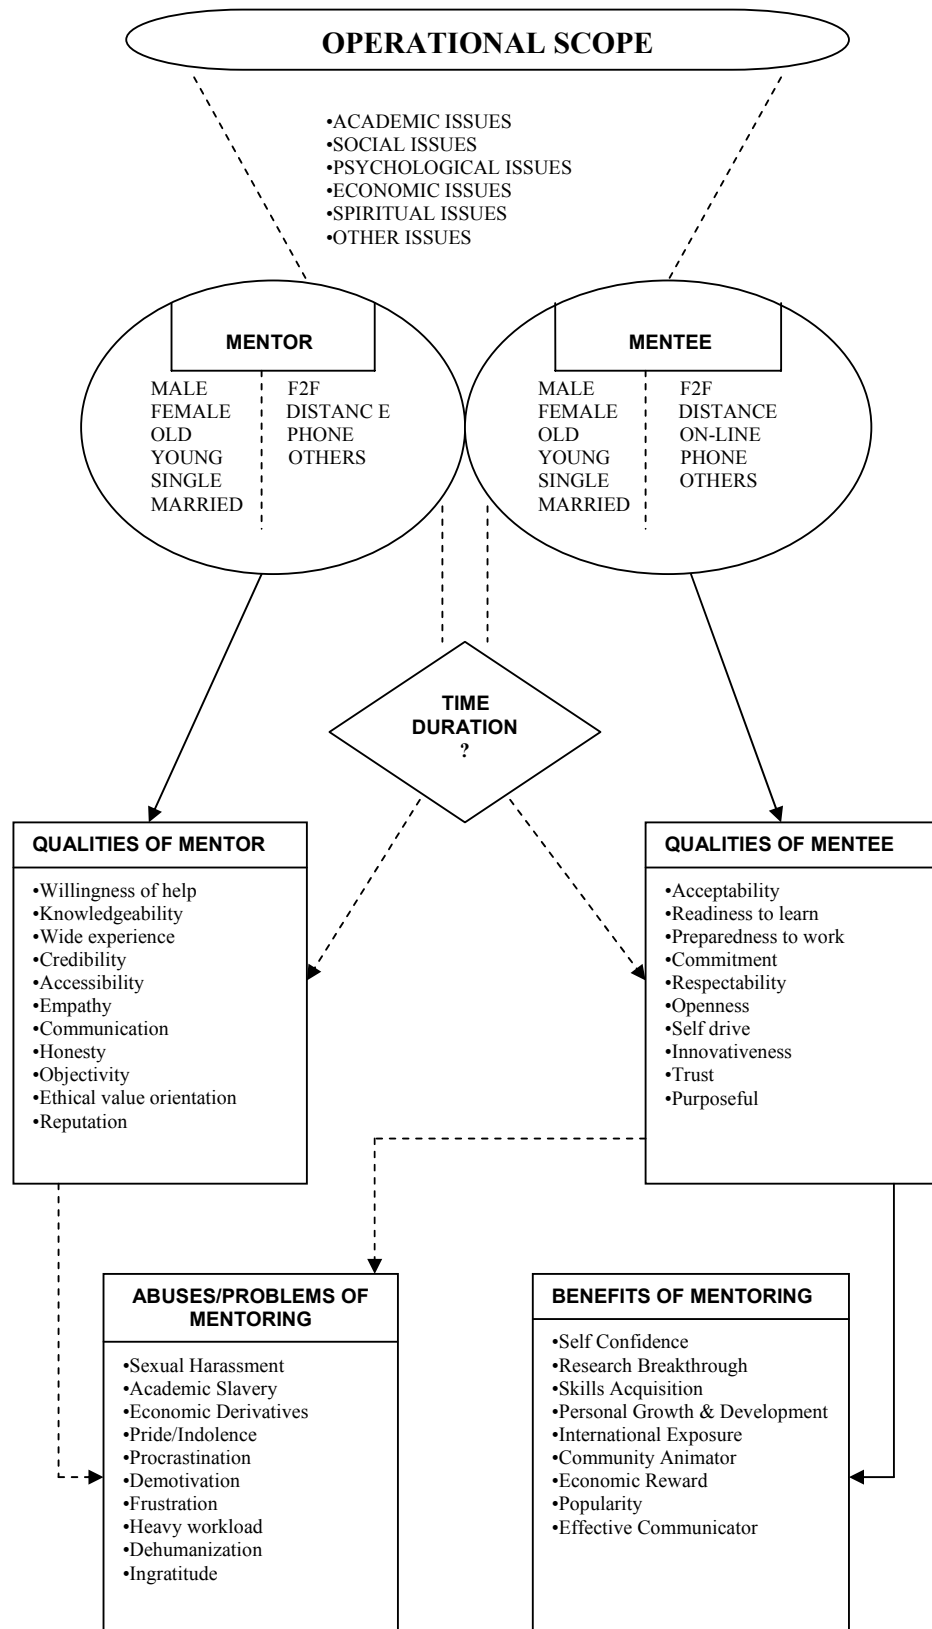 OPERATIONAL SCOPE
•ACADEMIC ISSUES
•SOCIAL ISSUES
•PSYCHOLOGICAL ISSUES
•ECONOMIC ISSUES
•SPIRITUAL ISSUES
•OTHER ISSUES
MENTOR
MALE
FEMALE
OLD
YOUNG
SINGLE
MARRIED
F2F
DISTANC E
PHONE
OTHERS
MENTEE
MALE
FEMALE
OLD
YOUNG
SINGLE
MARRIED
F2F
DISTANCE
ON-LINE
PHONE
OTHERS
TIME
DURATION
?
QUALITIES OF MENTOR
•Willingness of help
•Knowledgeability
•Wide experience
•Credibility
•Accessibility
•Empathy
•Communication
•Honesty
•Objectivity
•Ethical value orientation
•Reputation
QUALITIES OF MENTEE
•Acceptability
•Readiness to learn
•Preparedness to work
•Commitment
•Respectability
•Openness
•Self drive
•Innovativeness
•Trust
•Purposeful
ABUSES/PROBLEMS OF
MENTORING
•Sexual Harassment
•Academic Slavery
•Economic Derivatives
•Pride/Indolence
•Procrastination
•Demotivation
•Frustration
•Heavy workload
•Dehumanization
•Ingratitude
BENEFITS OF MENTORING
•Self Confidence
•Research Breakthrough
•Skills Acquisition
•Personal Growth & Development
•International Exposure
•Community Animator
•Economic Reward
•Popularity
•Effective Communicator